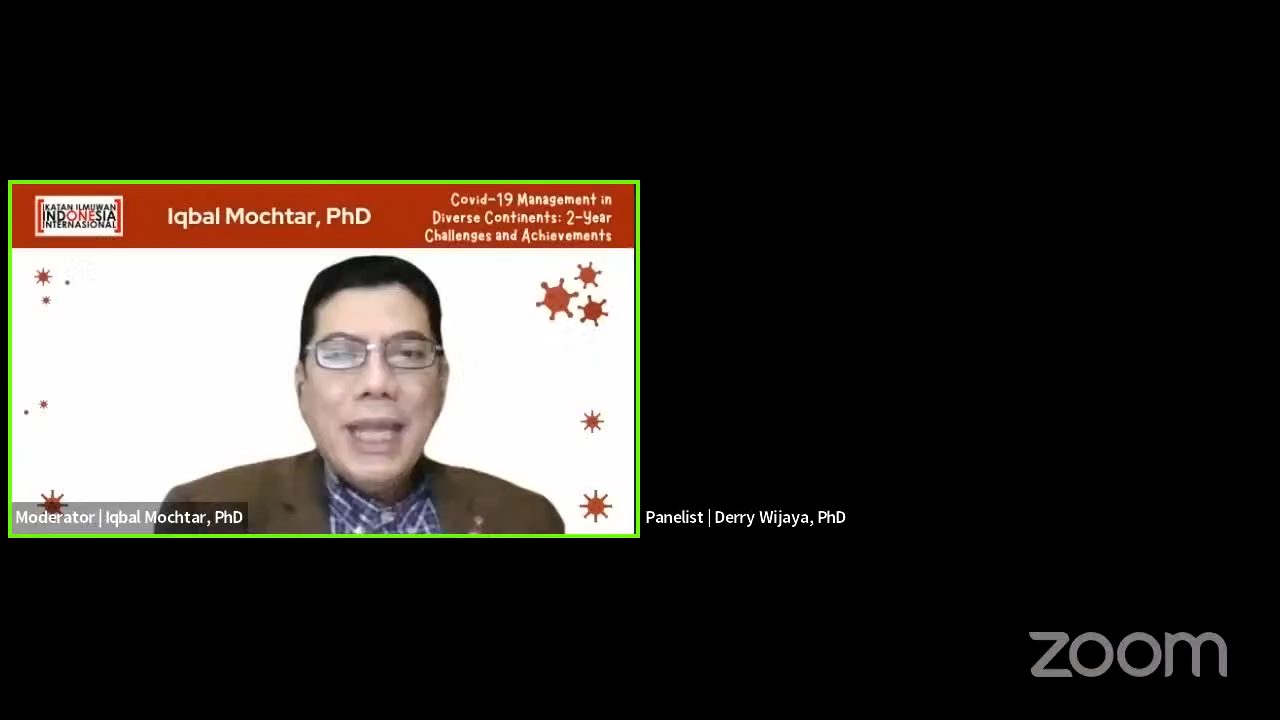 IKATAN ILMUWAN
INDONESIA
INTERNASIONAL
Iqbal Mochtar, PhD
Covid-19 Management in
Diverse Continents: 2-Year
Challenges and Achievements
Moderator | Iqbal Mochtar, PhD
Panelist | Derry Wijaya, PhD
zoom